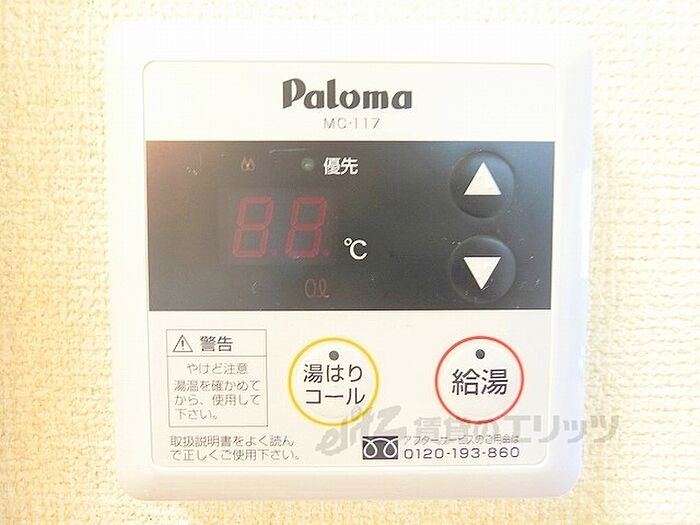 Paloma
MC-117
優先
88
℃
0ℓ
警告
やけど注意
湯温を確かめて
から、使用して
下さい。
湯はり
コール
給湯
取扱説明書をよく読ん
で正しくご使用下さい。
アフターサービスのご用命は
0120-193-860
elitz 賃貸のエリッツ